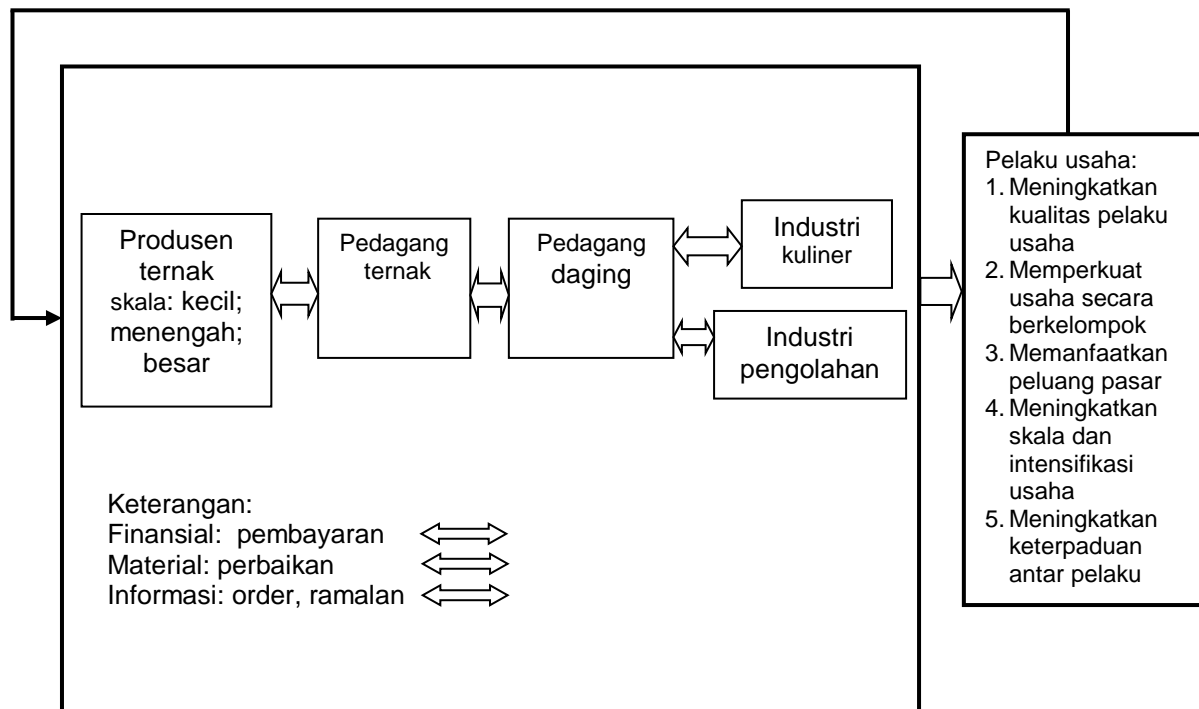 Produsen
ternak
skala: kecil;
menengah;
besar
Pedagang
ternak
Pedagang
daging
Industri
kuliner
Industri
pengolahan
Keterangan:
Finansial: pembayaran
Material: perbaikan
Informasi: order, ramalan
Pelaku usaha:
1. Meningkatkan
kualitas pelaku
usaha
2. Memperkuat
usaha secara
berkelompok
3. Memanfaatkan
peluang pasar
4. Meningkatkan
skala dan
intensifikasi
usaha
5. Meningkatkan
keterpaduan
antar pelaku